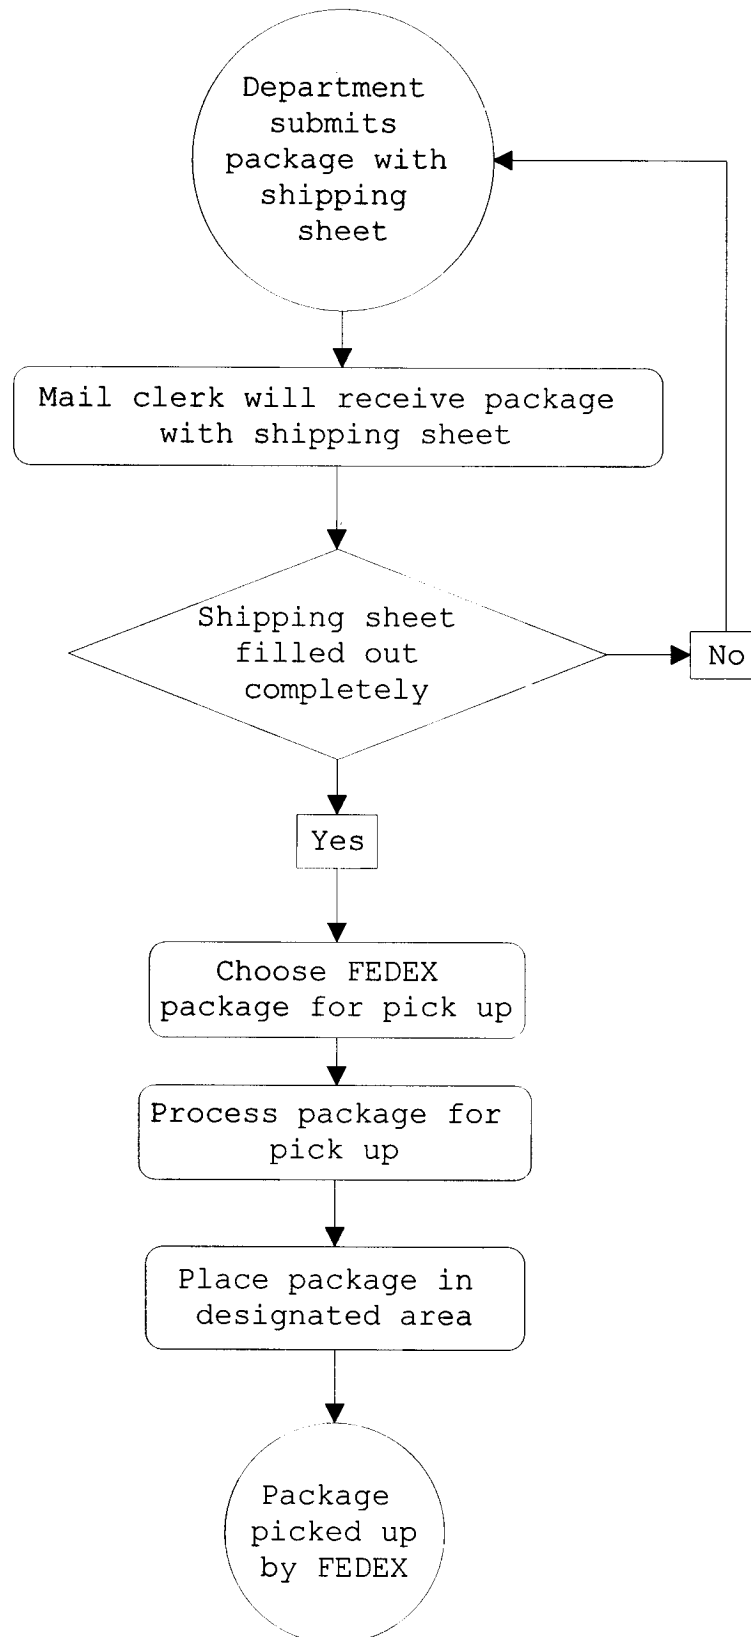 Department
submits
package with
shipping
sheet
Mail clerk will receive package
with shipping sheet
Shipping sheet
filled out
completely
No
Yes
Choose FEDEX
package for pick up
Process package for
pick up
Place package in
designated area
Package
picked up
by FEDEX